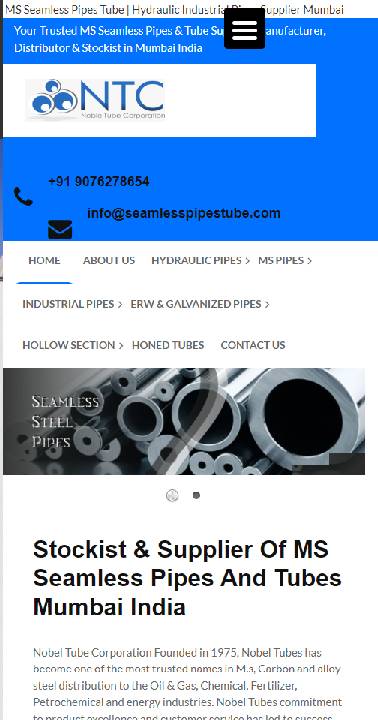 MS Seamless Pipes Tube | Hydraulic Industrial Supplier Mumbai
Your Trusted MS Seamless Pipes & Tube anufacturer,
Distributor & Stockist in Mumbai India
NTC
Noble Tube Corporation
+91 9076278654
info@seamlesspipestube.com
HOME ABOUT US HYDRAULIC PIPES > MS PIPES >
INDUSTRIAL PIPES > ERW & GALVANIZED PIPES >
HOLLOW SECTION > HONED TUBES CONTACT US
SEAMLESS
STEEL
PIPES
Stockist & Supplier Of MS
Seamless Pipes And Tubes
Mumbai India
Nobel Tube Corporation Founded in 1975, Nobel Tubes has
become one of the most trusted names in M.s, Carbon and alloy
steel distribution to the Oil & Gas, Chemical, Fertilizer,
Petrochemical and energy industries. Nobel Tubes commitment
to product excellence and customer service has led to success